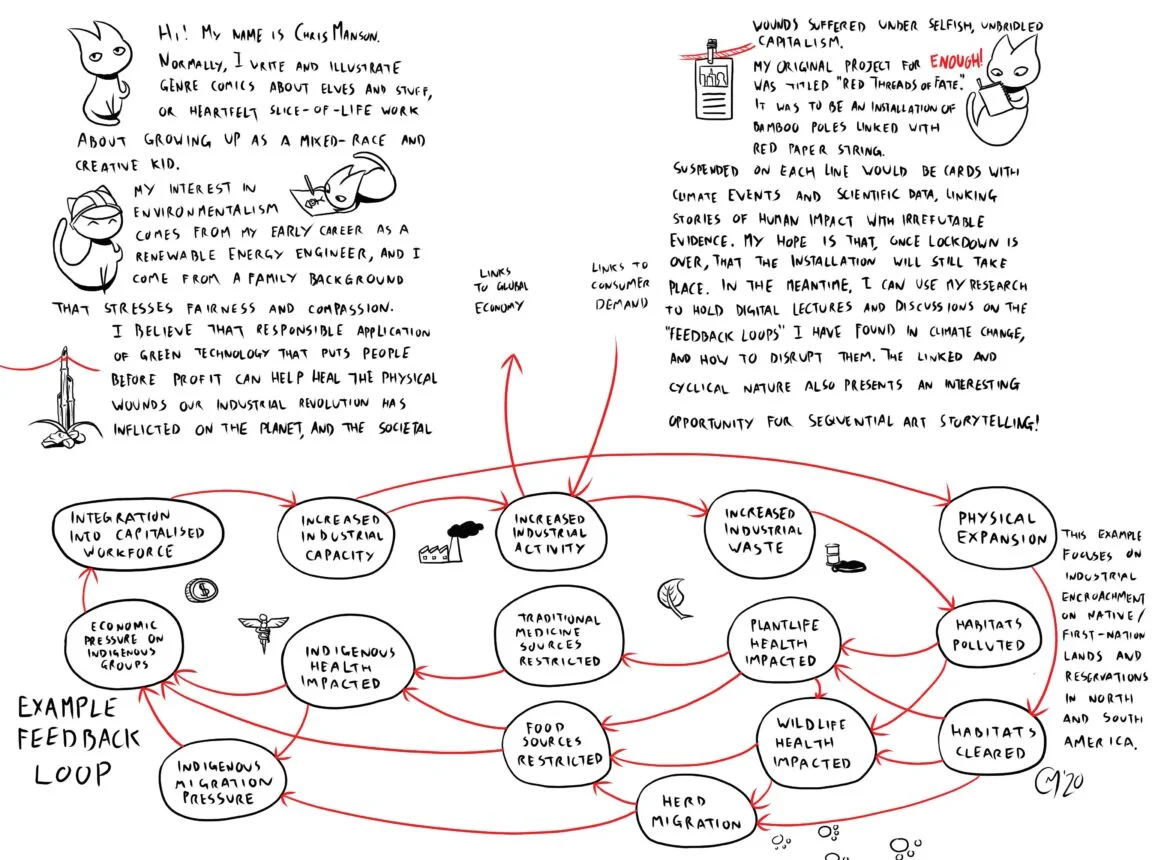 HI! MY NAME IS CHRIS MANSON.
NORMALLY, I WRITE AND ILLUSTRATE
GENRE COMICS ABOUT ELVES AND STUFF,
OR HEARTFELT SLICE-OF-LIFE WORK
ABOUT GROWING UP AS A MIXED-RACE AND
CREATIVE KID.
MY INTEREST IN
ENVIRONMENTALISM
COMES FROM MY EARLY CAREER AS A
RENEWABLE ENERGY ENGINEER, AND I
COME FROM A FAMILY BACKGROUND
THAT STRESSES FAIRNESS AND COMPASSION.
I BELIEVE THAT RESPONSIBLE APPLICATION
OF GREEN TECHNOLOGY THAT PUTS PEOPLE
BEFORE PROFIT CAN HELP HEAL THE PHYSICAL
WOUNDS OUR INDUSTRIAL REVOLUTION HAS
INFLICTED ON THE PLANET, AND THE SOCIETAL
WOUNDS SUFFERED UNDER SELFISH, UNBRIDLED
CAPITALISM.
MY ORIGINAL PROJECT FOR ENOUGH!
WAS TITLED "RED THREADS OF FATE".
IT WAS TO BE AN INSTALLATION OF
BAMBOO POLES LINKED WITH
RED PAPER STRING.
SUSPENDED ON EACH LINE WOULD BE CARDS WITH
CLIMATE EVENTS AND SCIENTIFIC DATA, LINKING
STORIES OF HUMAN IMPACT WITH IRREFUTABLE
EVIDENCE. MY HOPE IS THAT, ONCE LOCKDOWN IS
OVER, THAT THE INSTALLATION WILL STILL TAKE
PLACE. IN THE MEANTIME, I CAN USE MY RESEARCH
TO HOLD DIGITAL LECTURES AND DISCUSSIONS ON THE
"FEEDBACK LOOPS" I HAVE FOUND IN CLIMATE CHANGE,
AND HOW TO DISRUPT THEM. THE LINKED AND
CYCLICAL NATURE ALSO PRESENTS AN INTERESTING
OPPORTUNITY FOR SEQUENTIAL ART STORYTELLING!
LINKS
TO GLOBAL
ECONOMY
LINKS TO
CONSUMER
DEMAND
INTEGRATION
INTO CAPITALISED
WORKFORCE
INCREASED
INDUSTRIAL
CAPACITY
INCREASED
INDUSTRIAL
ACTIVITY
INCREASED
INDUSTRIAL
WASTE
PHYSICAL
EXPANSION
THIS EXAMPLE
FOCUSES ON
INDUSTRIAL
ENCROACHMENT
ON NATIVE/
FIRST-NATION
LANDS AND
RESERVATIONS
IN NORTH
AND SOUTH
AMERICA.
$
ECONOMIC
PRESSURE ON
INDIGENOUS
GROUPS
INDIGENOUS
HEALTH
IMPACTED
TRADITIONAL
MEDICINE
SOURCES
RESTRICTED
PLANTLIFE
HEALTH
IMPACTED
HABITATS
POLLUTED
EXAMPLE
FEEDBACK
LOOP
INDIGENOUS
MIGRATION
PRESSURE
FOOD
SOURCES
RESTRICTED
WILDLIFE
HEALTH
IMPACTED
HABITATS
CLEARED
HERD
MIGRATION
CM'20